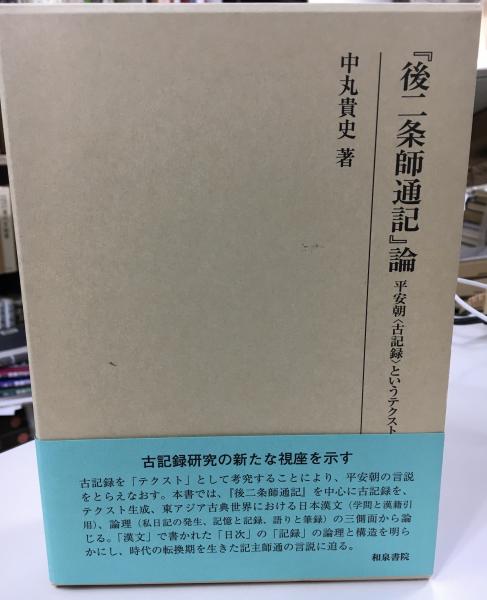 『後二条師通記』論
平安朝〈古記録〉というテクスト
中丸貴史 著
古記録研究の新たな視座を示す
古記録を「テクスト」として考究することにより、平安朝の言説
をとらえなおす。本書では、『後二条師通記』を中心に古記録を、
テクスト生成、東アジア古典世界における日本漢文（学問と漢籍引
用）、論理（私日記の発生、記憶と記録、語りと筆録）の三側面から論
じる。「漢文」で書かれた「日次」の「記録」の論理と構造を明ら
かにし、時代の転換期を生きた記主師通の言説に迫る。
和泉書院